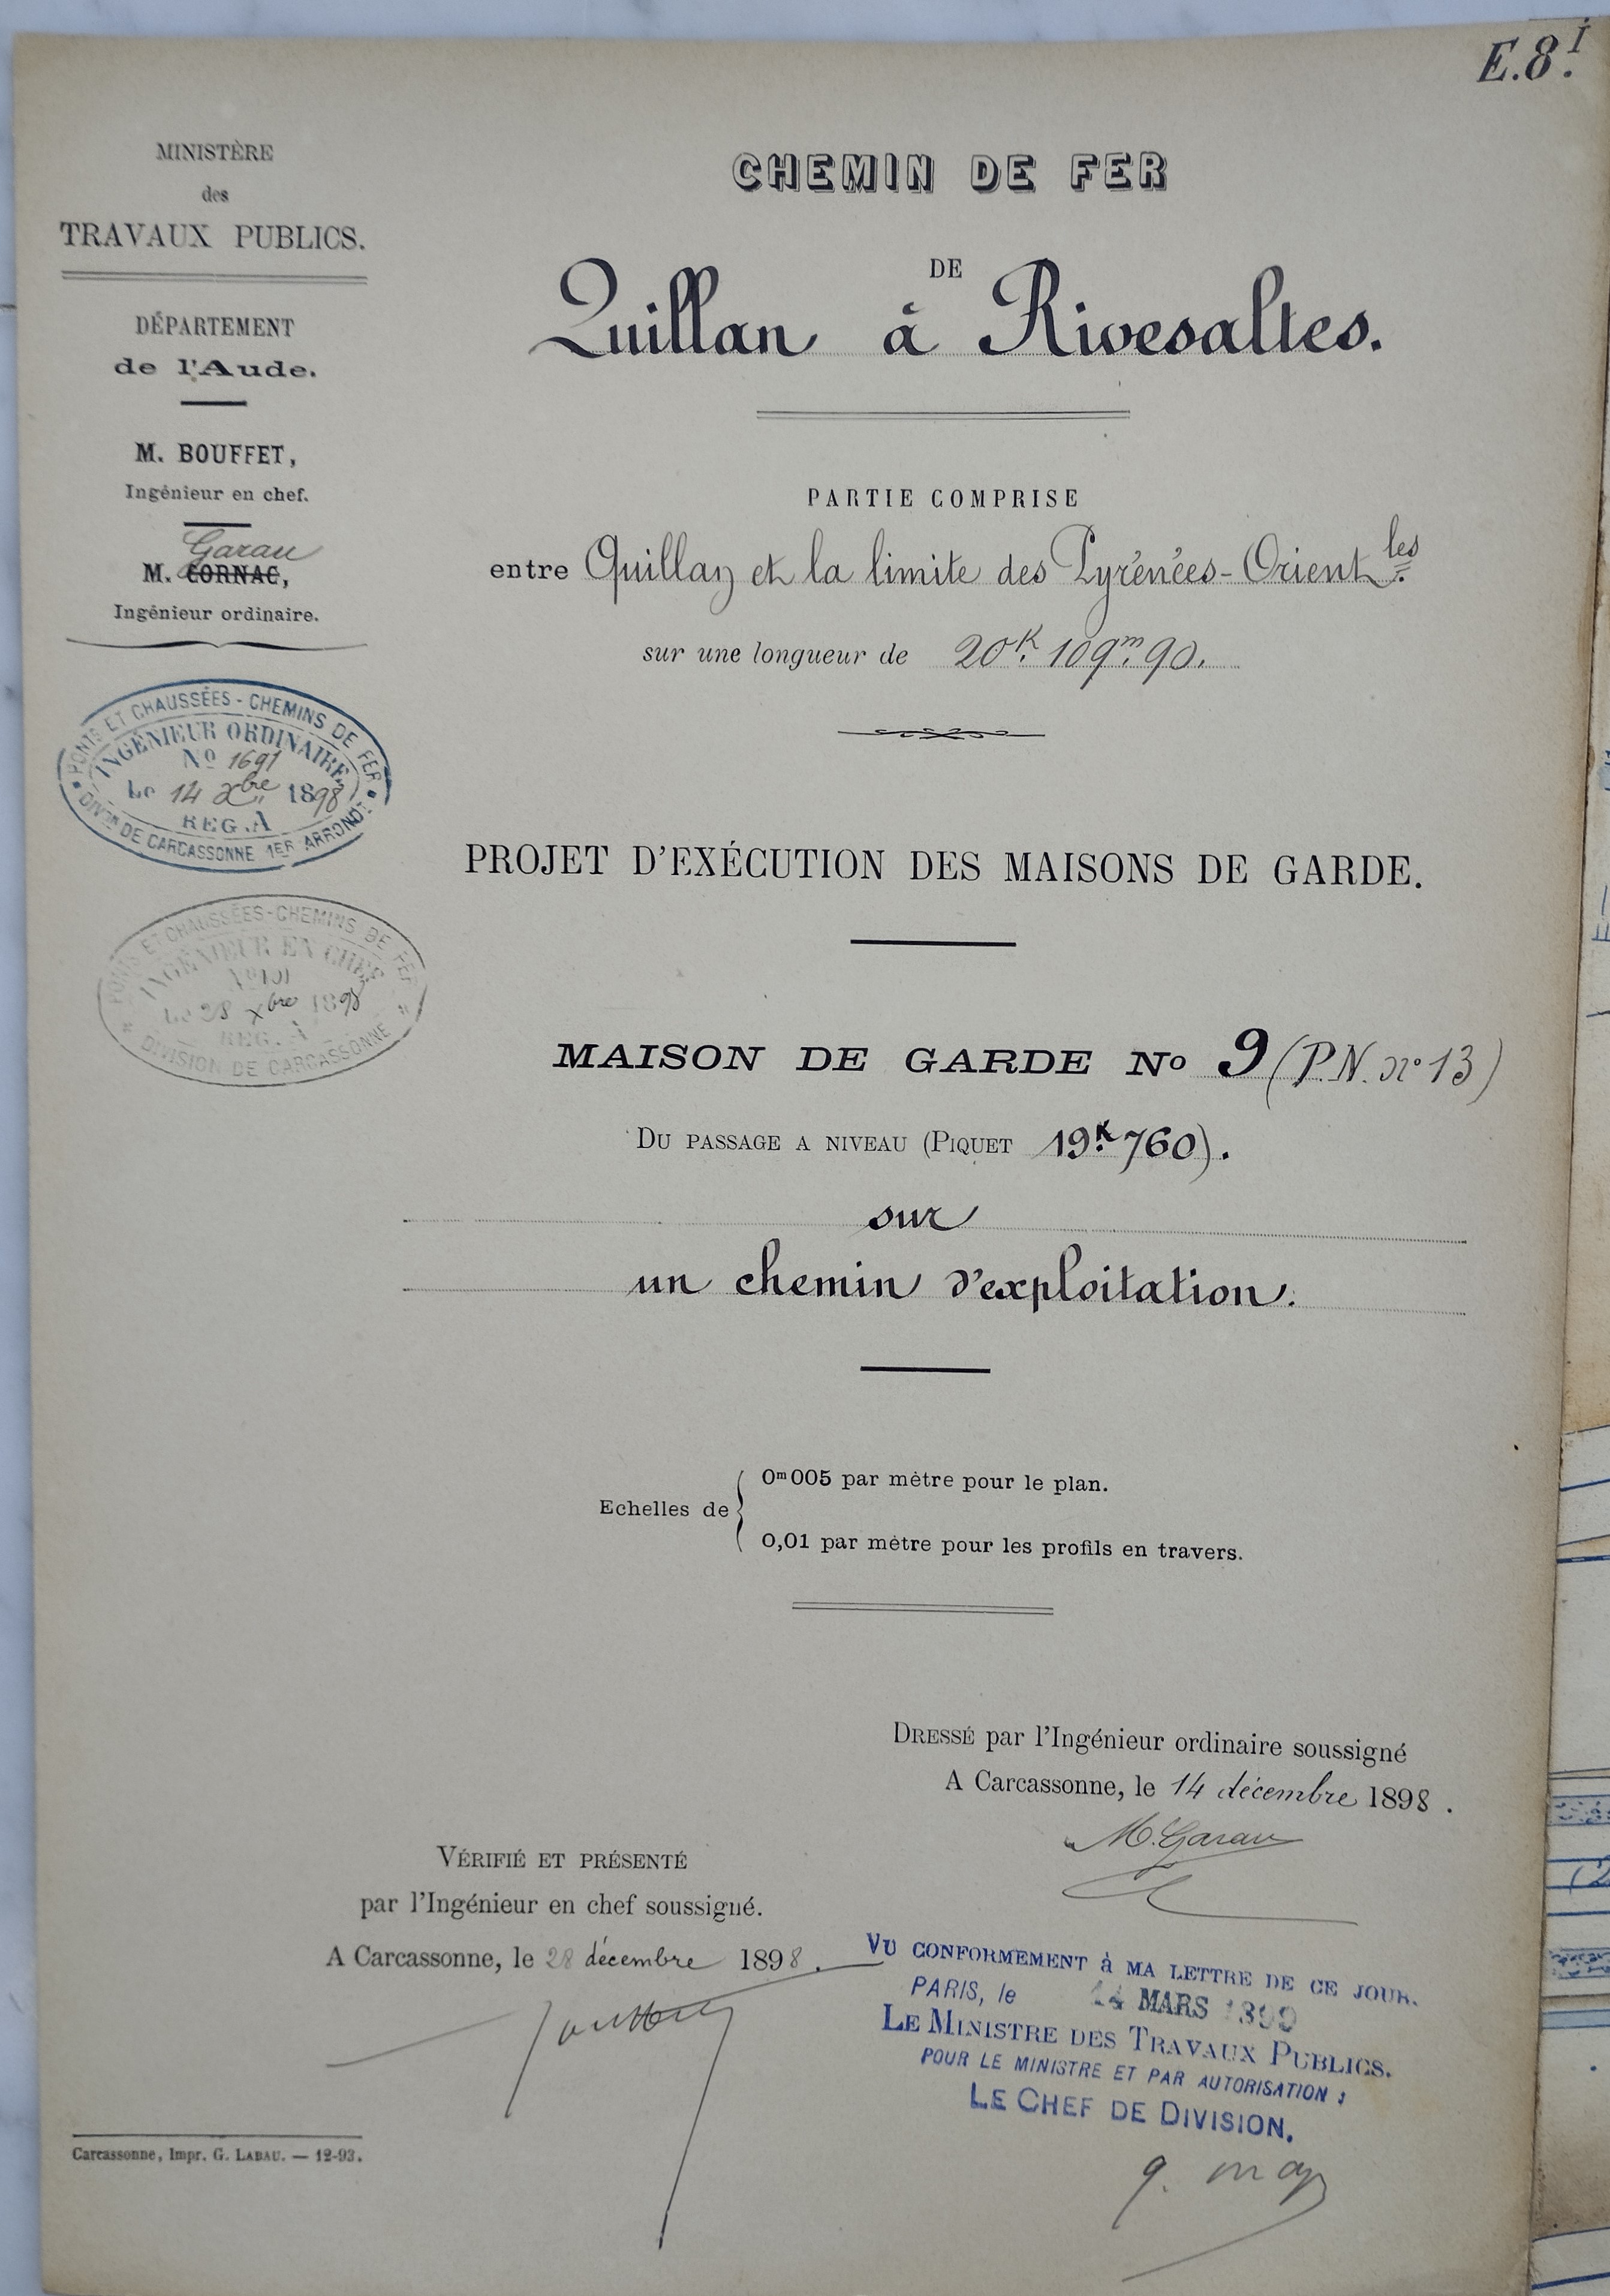 E.8.I
MINISTÈRE
des
TRAVAUX PUBLICS.
DÉPARTEMENT
de l'Aude.
M. BOUFFET,
Ingénieur en chef.
Garau
M. CORNAC,
Ingénieur ordinaire.
PONTS ET CHAUSSÉES - CHEMINS DE FER
INGÉNIEUR ORDINAIRE
No 1691
Le 14 Xbre 1898
REG. A
DIVon DE CARCASSONNE 1ER ARRONDt
PONTS ET CHAUSSÉES - CHEMINS DE FER
INGÉNIEUR EN CHEF
Le 28 Xbre 1898
REG. A
DIVISION DE CARCASSONNE
CHEMIN DE FER
DE
Quillan à Rivesaltes.
PARTIE COMPRISE
entre Quillan et la limite des Pyrénées-Orientles.
sur une longueur de 20K. 109m. 90.
PROJET D'EXÉCUTION DES MAISONS DE GARDE.
MAISON DE GARDE No 9 (P.N. no 13)
DU PASSAGE A NIVEAU (PIQUET 19K.760).
sur
un chemin d'exploitation.
Echelles de
0m005 par mètre pour le plan.
0,01 par mètre pour les profils en travers.
DRESSÉ par l'Ingénieur ordinaire soussigné
A Carcassonne, le 14 décembre 1898.
M. Garau
VÉRIFIÉ ET PRÉSENTÉ
par l'Ingénieur en chef soussigné.
A Carcassonne, le 28 décembre 1898.
VU CONFORMÉMENT à MA LETTRE DE CE JOUR.
PARIS, le 14 MARS 1899
LE MINISTRE DES TRAVAUX PUBLICS.
POUR LE MINISTRE ET PAR AUTORISATION :
LE CHEF DE DIVISION.
Carcassonne, Impr. G. LABAU. — 12-93.